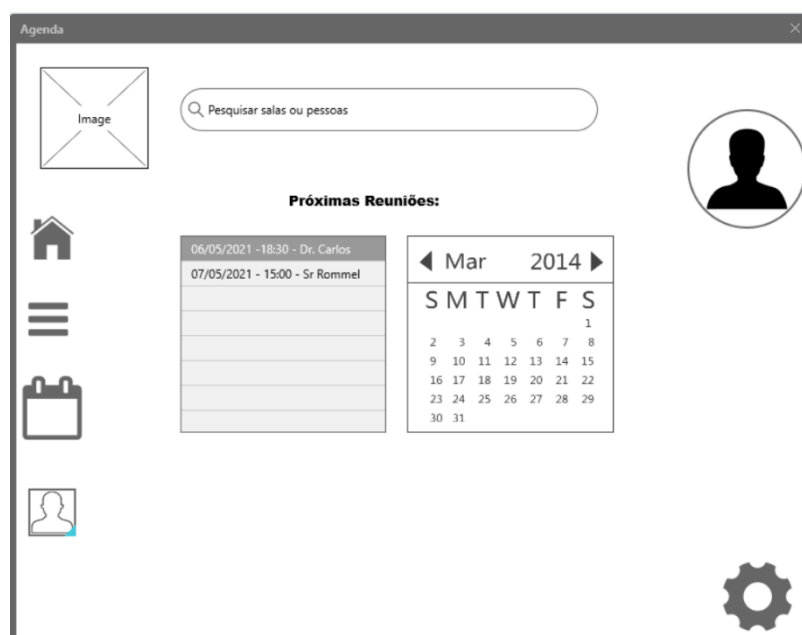 Agenda
Image
Pesquisar salas ou pessoas
Próximas Reuniões:
06/05/2021 -18:30 - Dr. Carlos
07/05/2021 - 15:00 - Sr Rommel
Mar 2014
S M T W T F S
1
2 3 4 5 6 7 8
9 10 11 12 13 14 15
16 17 18 19 20 21 22
23 24 25 26 27 28 29
30 31